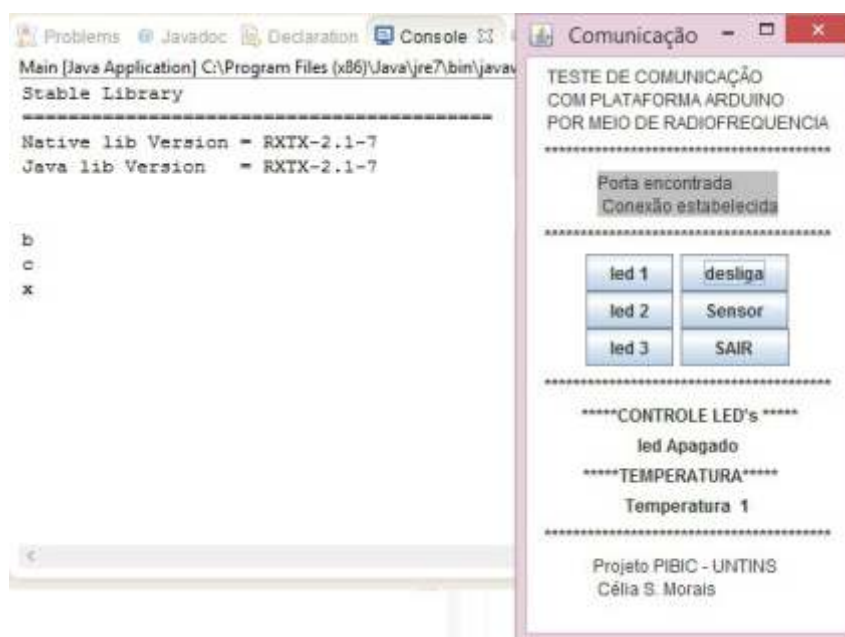 Problems @ Javadoc Declaration Console
Main [Java Application] C:\Program Files (x86)\Java\jre7\bin\javav
Stable Library
=========================================
Native lib Version = RXTX-2.1-7
Java lib Version = RXTX-2.1-7
b
c
x
Comunicação
TESTE DE COMUNICAÇÃO
COM PLATAFORMA ARDUINO
POR MEIO DE RADIOFREQUENCIA
****************************************
Porta encontrada
Conexão estabelecida
****************************************
led 1 desliga
led 2 Sensor
led 3 SAIR
****************************************
*****CONTROLE LED's *****
led Apagado
*****TEMPERATURA*****
Temperatura 1
****************************************
Projeto PIBIC - UNTINS
Célia S. Morais